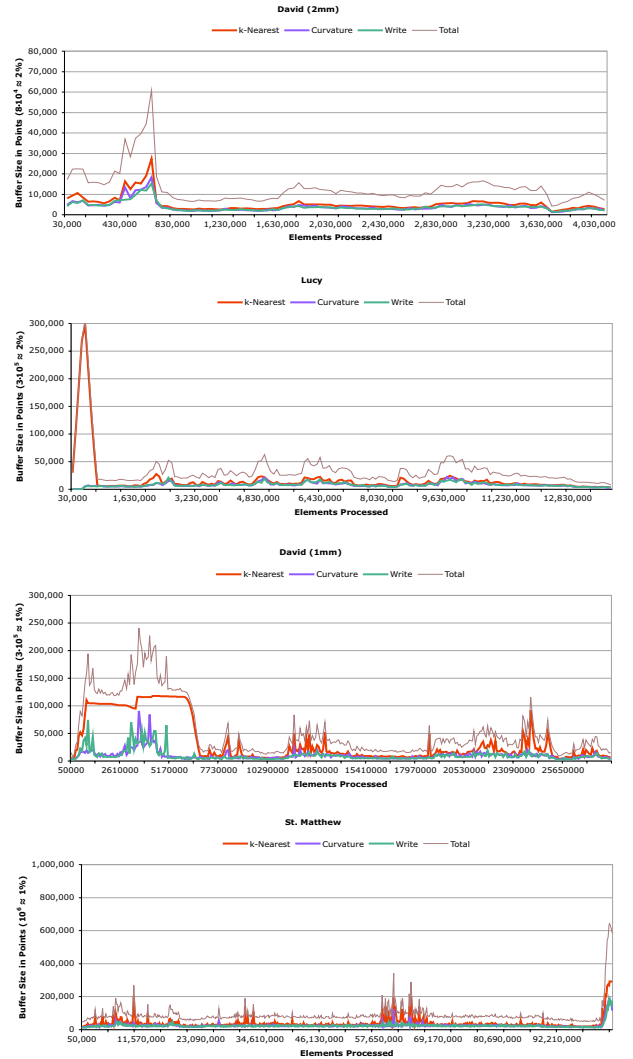 David (2mm)
k-Nearest Curvature Write Total
Buffer Size in Points (8·10⁴ ≈ 2%)
80,000
70,000
60,000
50,000
40,000
30,000
20,000
10,000
0
30,000 430,000 830,000 1,230,000 1,630,000 2,030,000 2,430,000 2,830,000 3,230,000 3,630,000 4,030,000
Elements Processed
Lucy
k-Nearest Curvature Write Total
Buffer Size in Points (3·10⁵ ≈ 2%)
300,000
250,000
200,000
150,000
100,000
50,000
0
30,000 1,630,000 3,230,000 4,830,000 6,430,000 8,030,000 9,630,000 11,230,000 12,830,000
Elements Processed
David (1mm)
k-Nearest Curvature Write Total
Buffer Size in Points (3·10⁵ ≈ 1%)
300,000
250,000
200,000
150,000
100,000
50,000
0
50000 2610000 5170000 7730000 10290000 12850000 15410000 17970000 20530000 23090000 25650000
Elements Processed
St. Matthew
k-Nearest Curvature Write Total
Buffer Size in Points (10⁶ ≈ 1%)
1,000,000
800,000
600,000
400,000
200,000
0
50,000 11,570,000 23,090,000 34,610,000 46,130,000 57,650,000 69,170,000 80,690,000 92,210,000
Elements Processed